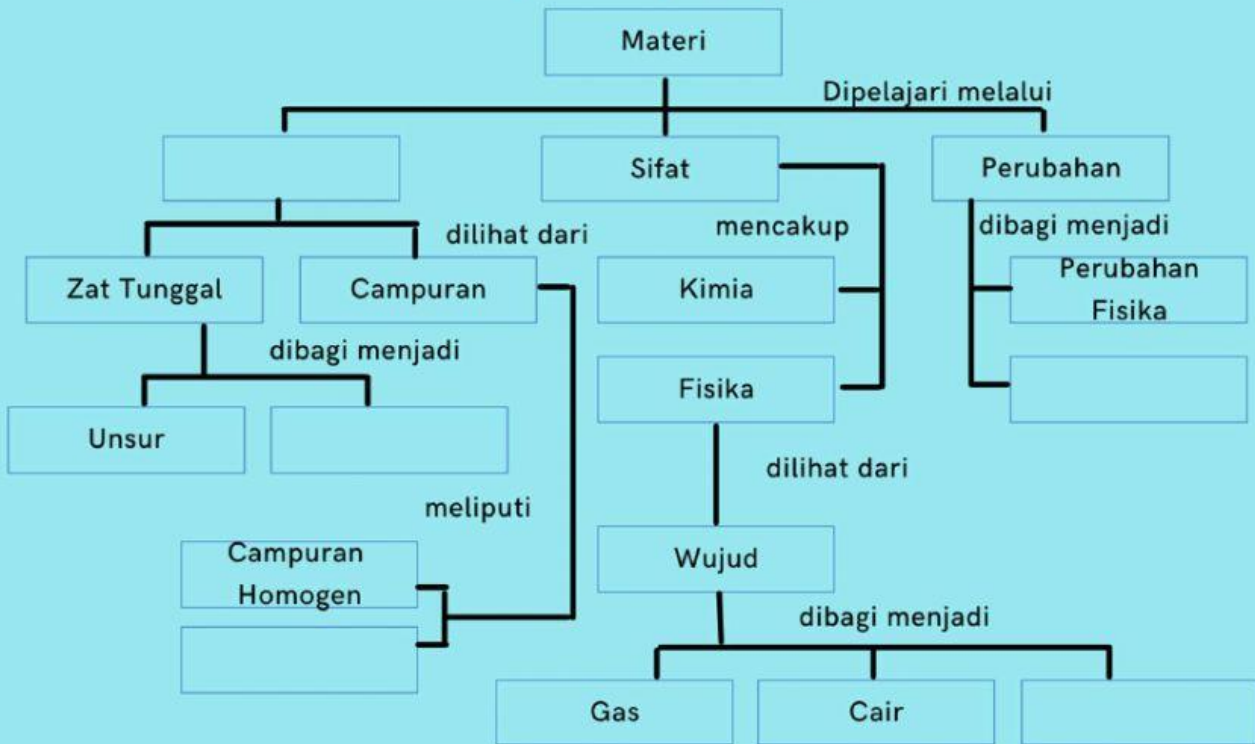 Materi
Dipelajari melalui
Sifat
Perubahan
dilihat dari
mencakup
dibagi menjadi
Zat Tunggal
Campuran
Kimia
Perubahan
Fisika
dibagi menjadi
Fisika
Unsur
dilihat dari
meliputi
Campuran
Homogen
Wujud
dibagi menjadi
Gas
Cair